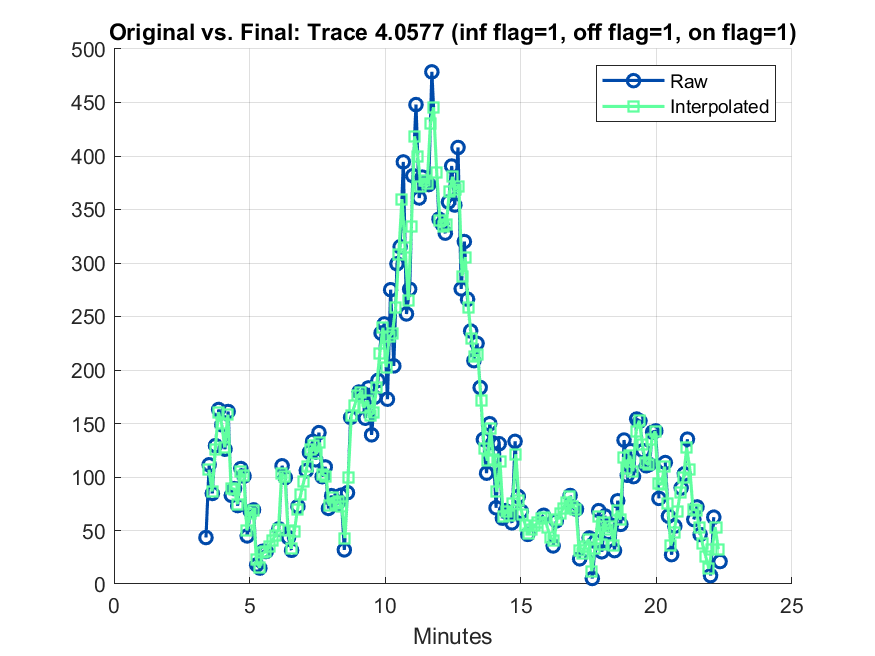 Original vs. Final: Trace 4.0577 (inf flag=1, off flag=1, on flag=1)
Raw
Interpolated
500
450
400
350
300
250
200
150
100
50
0
0 5 10 15 20 25
Minutes